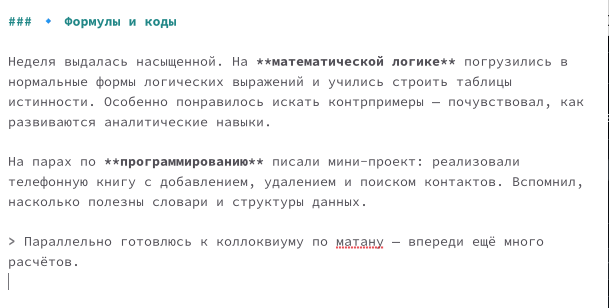 ### 🔹 Формулы и коды
Неделя выдалась насыщенной. На **математической логике** погрузились в
нормальные формы логических выражений и учились строить таблицы
истинности. Особенно понравилось искать контрпримеры — почувствовал, как
развиваются аналитические навыки.
На парах по **программированию** писали мини-проект: реализовали
телефонную книгу с добавлением, удалением и поиском контактов. Вспомнил,
насколько полезны словари и структуры данных.
> Параллельно готовлюсь к коллоквиуму по матану — впереди ещё много
расчётов.